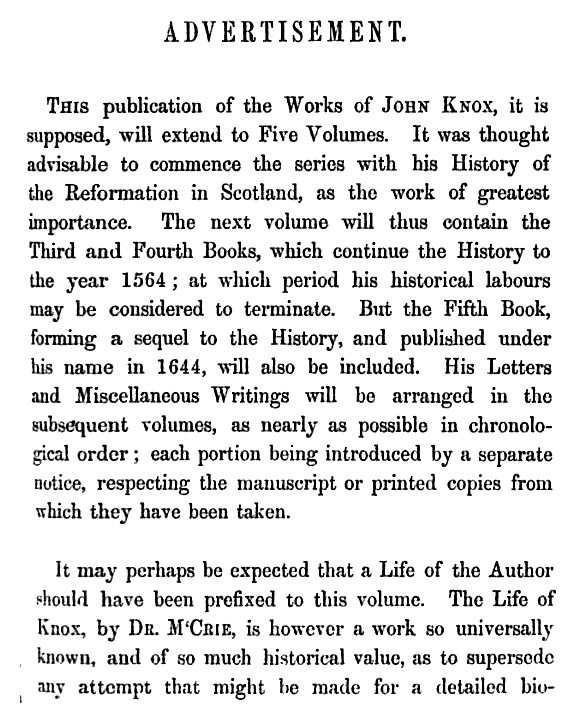 ADVERTISEMENT.
This publication of the Works of John Knox, it is
supposed, will extend to Five Volumes. It was thought
advisable to commence the series with his History of
the Reformation in Scotland, as the work of greatest
importance. The next volume will thus contain the
Third and Fourth Books, which continue the History to
the year 1564 ; at which period his historical labours
may be considered to terminate. But the Fifth Book,
forming a sequel to the History, and published under
his name in 1644, will also be included. His Letters
and Miscellaneous Writings will be arranged in the
subsequent volumes, as nearly as possible in chronolo-
gical order ; each portion being introduced by a separate
notice, respecting the manuscript or printed copies from
which they have been taken.
It may perhaps be expected that a Life of the Author
should have been prefixed to this volume. The Life of
Knox, by Dr. M‘Crie, is however a work so universally
known, and of so much historical value, as to supersede
any attempt that might be made for a detailed bio-